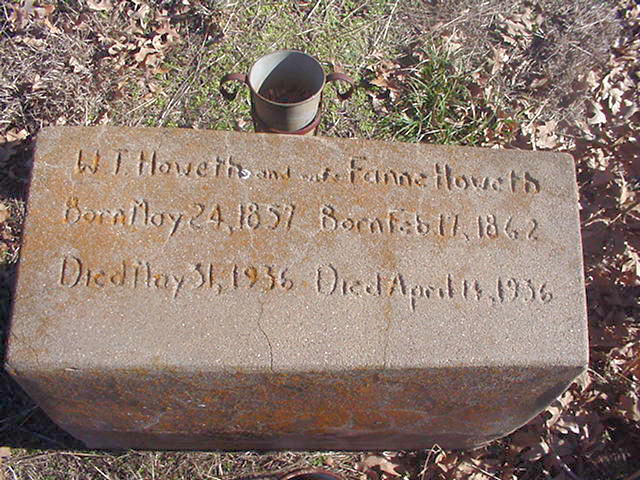 W T. Howeth and wife Fanne Howeth
Born May 24, 1857 Born Feb 17, 1862
Died May 31, 1936 Died April 14, 1936